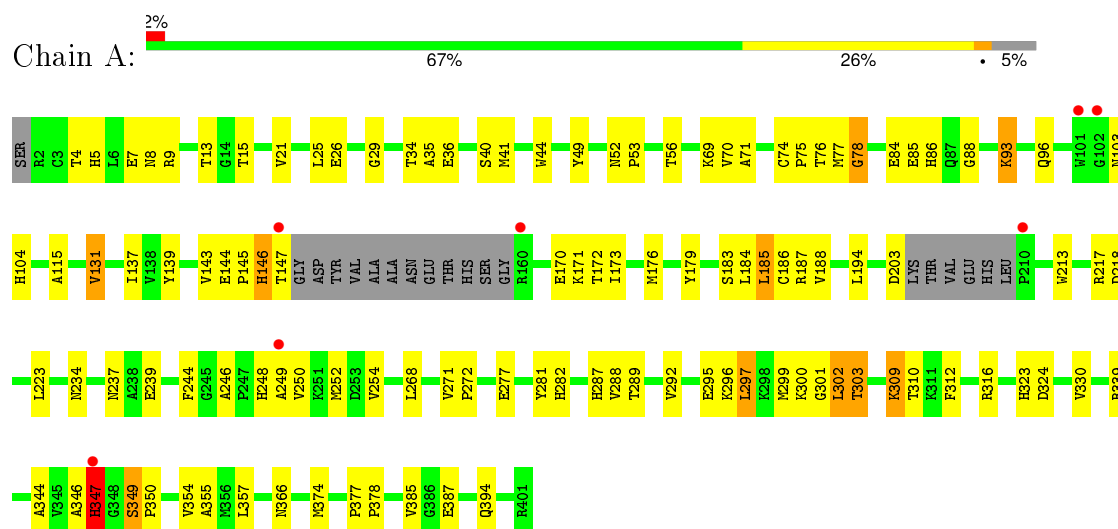 2%
Chain A:
67% 26% • 5%
SER R2 C3 T4 H5 L6 E7 N8 R9 T13 G14 T15 V21 L25 E26 G29 T34 A35 E36 S40 M41 W44 Y49 N52 P53 T56 K69 V70 A71 C74 P75 T76 M77 G78 E84 E85 H86 Q87 G88 K93 Q96 W101 G102 N103
H104 A115 V131 I137 V138 Y139 V143 E144 P145 H146 T147 GLY ASP TYR VAL ALA ALA ASN GLU THR HIS SER GLY R160 E170 K171 T172 I173 M176 Y179 S183 L184 L185 C186 R187 V188 L194 D203 LYS THR VAL GLU HIS LEU P210 W213 R217 D218
L223 N234 N237 A238 E239 F244 G245 A246 P247 H248 A249 V250 K251 M252 D253 V254 L268 V271 P272 E277 Y281 H282 H287 V288 T289 V292 E295 K296 L297 K298 M299 K300 G301 L302 T303 K309 T310 K311 F312 R316 H323 D324 V330
A344 V345 A346 H347 G348 S349 P350 V354 A355 M356 L357 N366 M374 P377 P378 V385 G386 E387 Q394 R401